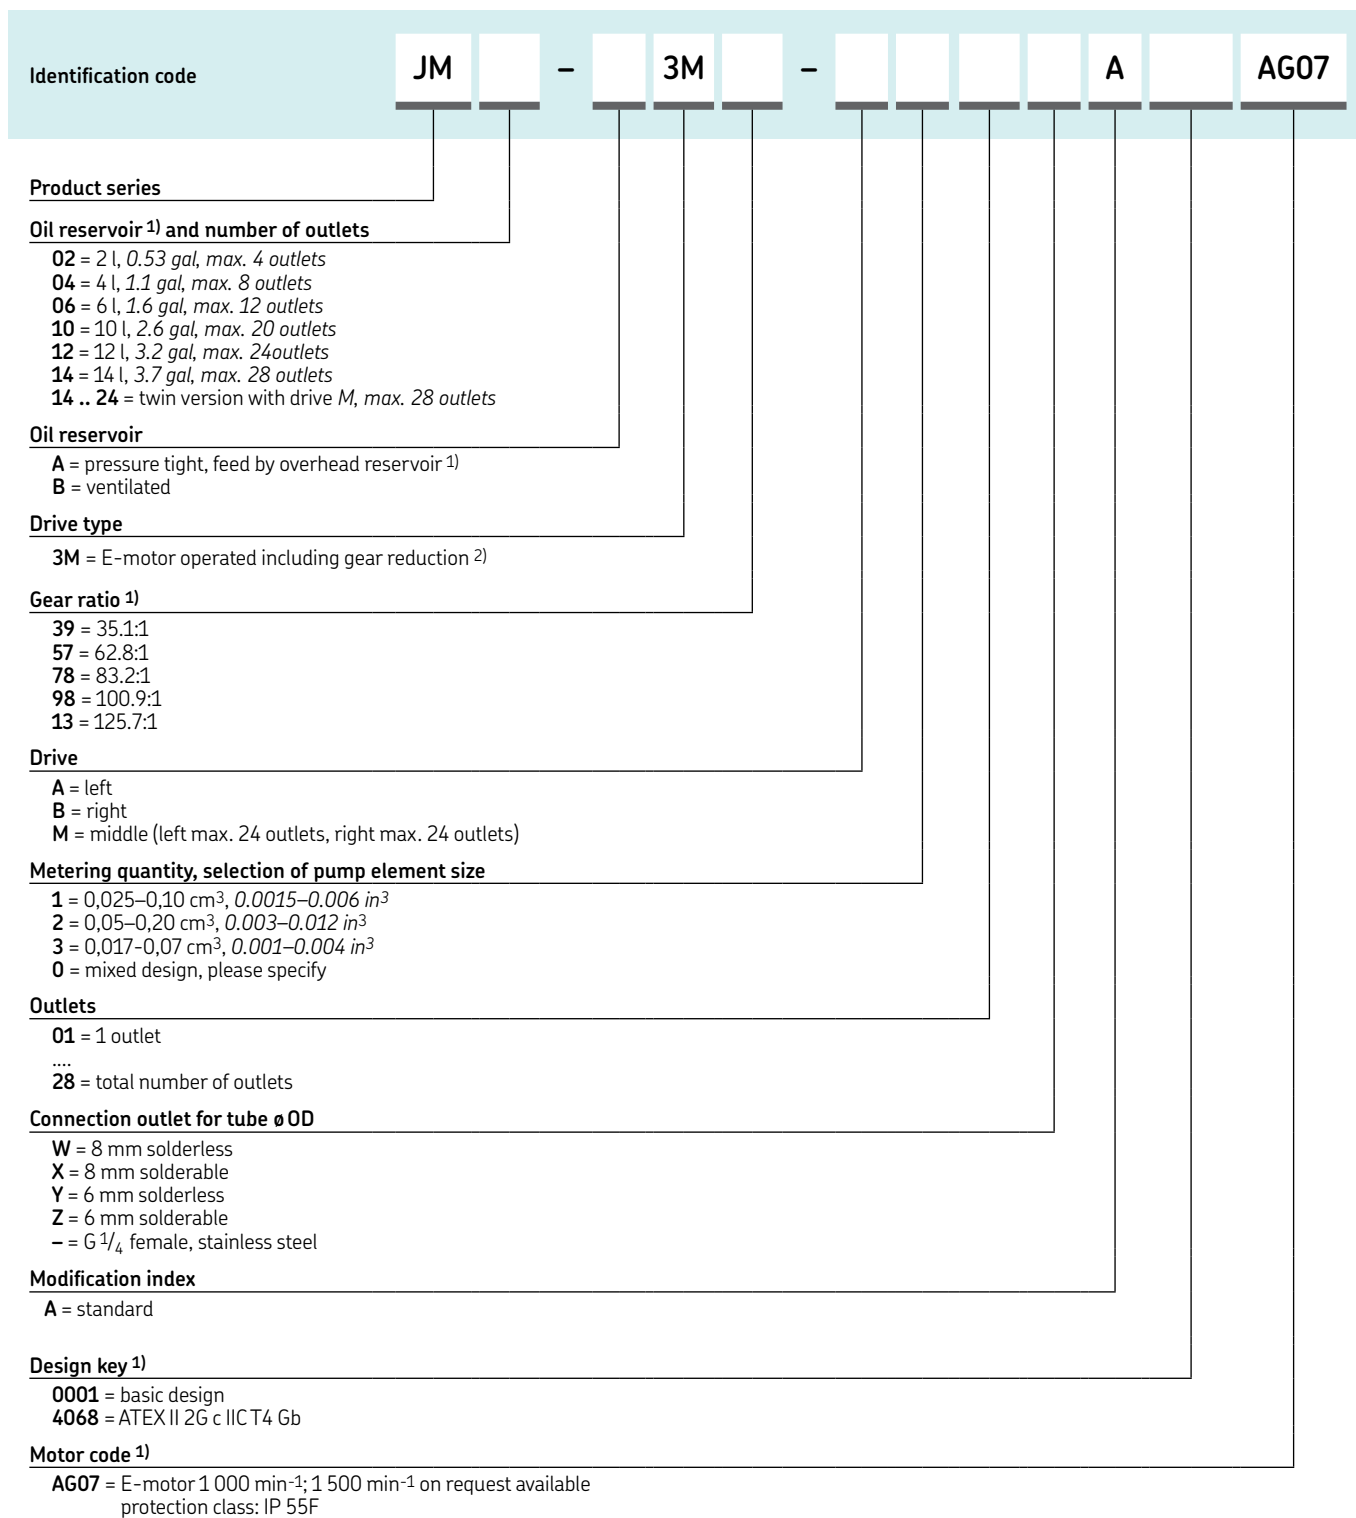 Identification code JM – 3M – A AG07
Product series
Oil reservoir 1) and number of outlets
02 = 2 l, 0.53 gal, max. 4 outlets
04 = 4 l, 1.1 gal, max. 8 outlets
06 = 6 l, 1.6 gal, max. 12 outlets
10 = 10 l, 2.6 gal, max. 20 outlets
12 = 12 l, 3.2 gal, max. 24outlets
14 = 14 l, 3.7 gal, max. 28 outlets
14 .. 24 = twin version with drive M, max. 28 outlets
Oil reservoir
A = pressure tight, feed by overhead reservoir 1)
B = ventilated
Drive type
3M = E-motor operated including gear reduction 2)
Gear ratio 1)
39 = 35.1:1
57 = 62.8:1
78 = 83.2:1
98 = 100.9:1
13 = 125.7:1
Drive
A = left
B = right
M = middle (left max. 24 outlets, right max. 24 outlets)
Metering quantity, selection of pump element size
1 = 0,025–0,10 cm3, 0.0015–0.006 in3
2 = 0,05–0,20 cm3, 0.003–0.012 in3
3 = 0,017-0,07 cm3, 0.001–0.004 in3
0 = mixed design, please specify
Outlets
01 = 1 outlet
....
28 = total number of outlets
Connection outlet for tube ø OD
W = 8 mm solderless
X = 8 mm solderable
Y = 6 mm solderless
Z = 6 mm solderable
– = G 1/4 female, stainless steel
Modification index
A = standard
Design key 1)
0001 = basic design
4068 = ATEX II 2G c IIC T4 Gb
Motor code 1)
AG07 = E-motor 1 000 min-1; 1 500 min-1 on request available
protection class: IP 55F